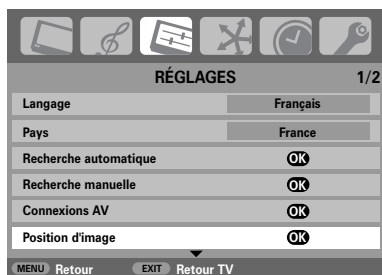 RÉGLAGES 1/2
Langage Français
Pays France
Recherche automatique OK
Recherche manuelle OK
Connexions AV OK
Position d'image OK
MENU Retour EXIT Retour TV